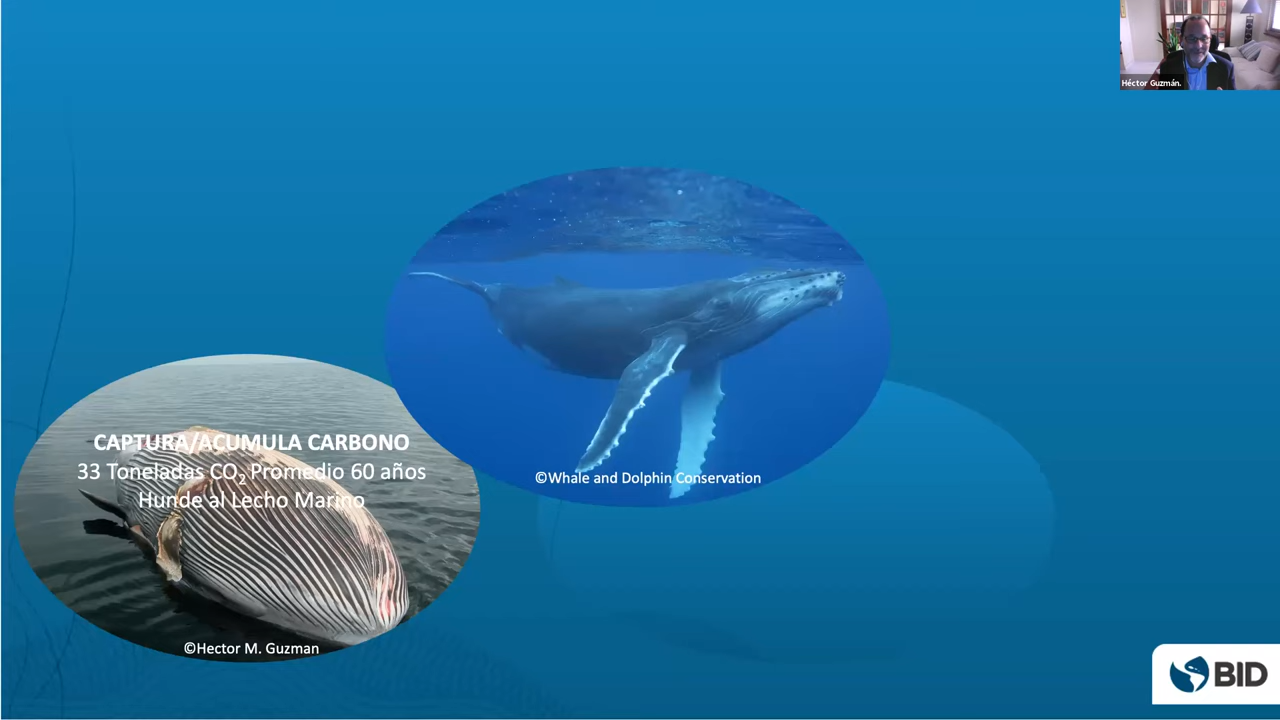 Héctor Guzmán.
CAPTURA/ACUMULA CARBONO
33 Toneladas CO₂ Promedio 60 años
Hunde al Lecho Marino
©Whale and Dolphin Conservation
©Hector M. Guzman
BID